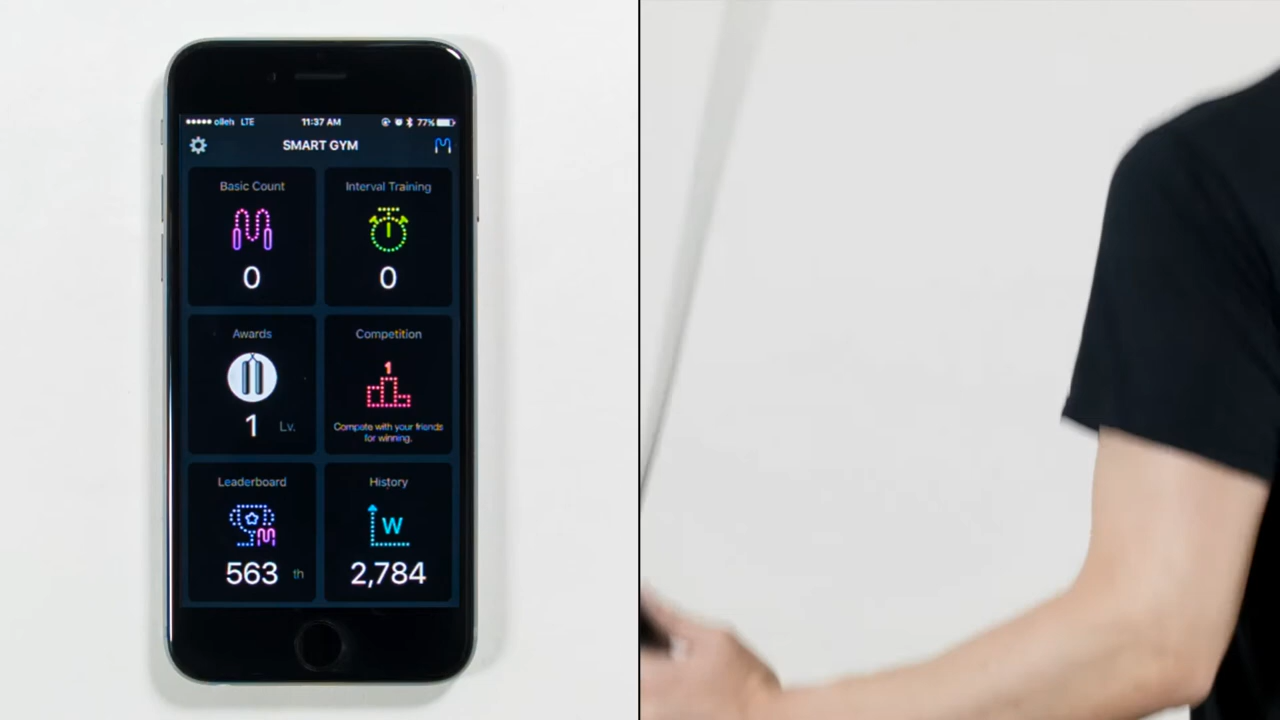 olleh LTE 11:37 AM 77%
SMART GYM
Basic Count
0
Interval Training
0
Awards
1 Lv.
Competition
1
Compete with your friends
for winning.
Leaderboard
563 th
History
W
2,784